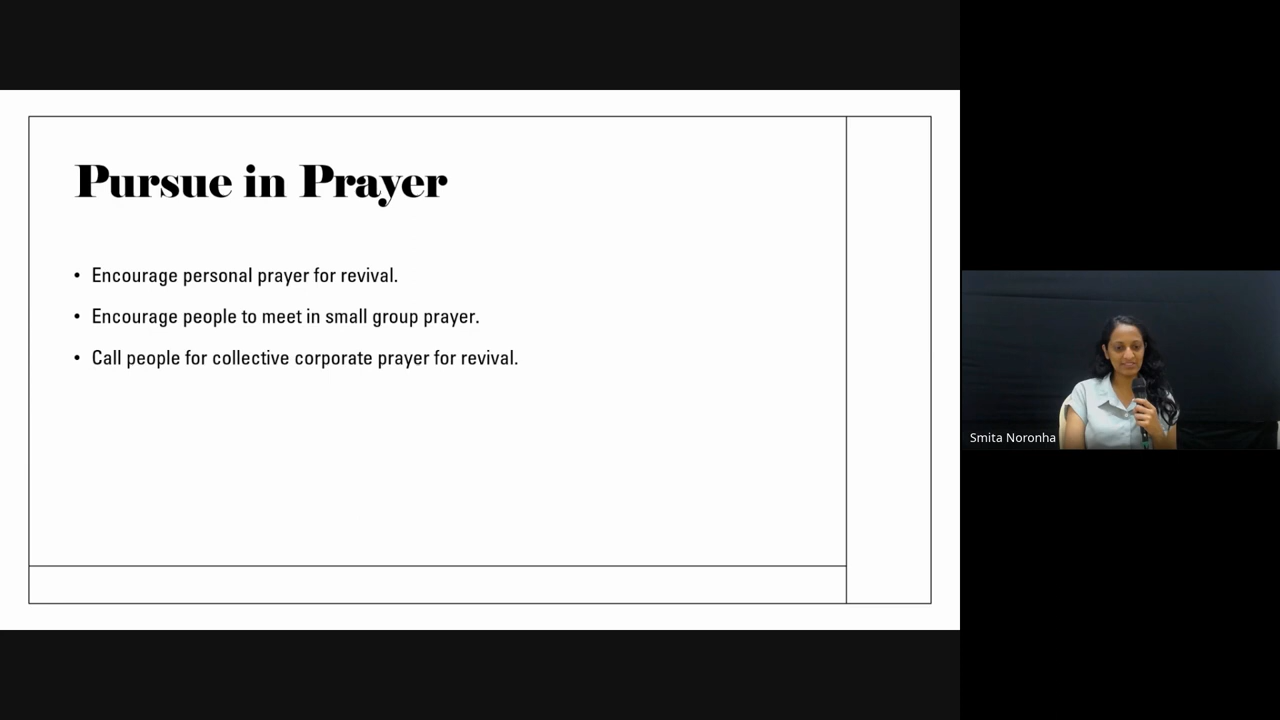 Pursue in Prayer
• Encourage personal prayer for revival.
• Encourage people to meet in small group prayer.
• Call people for collective corporate prayer for revival.
Smita Noronha